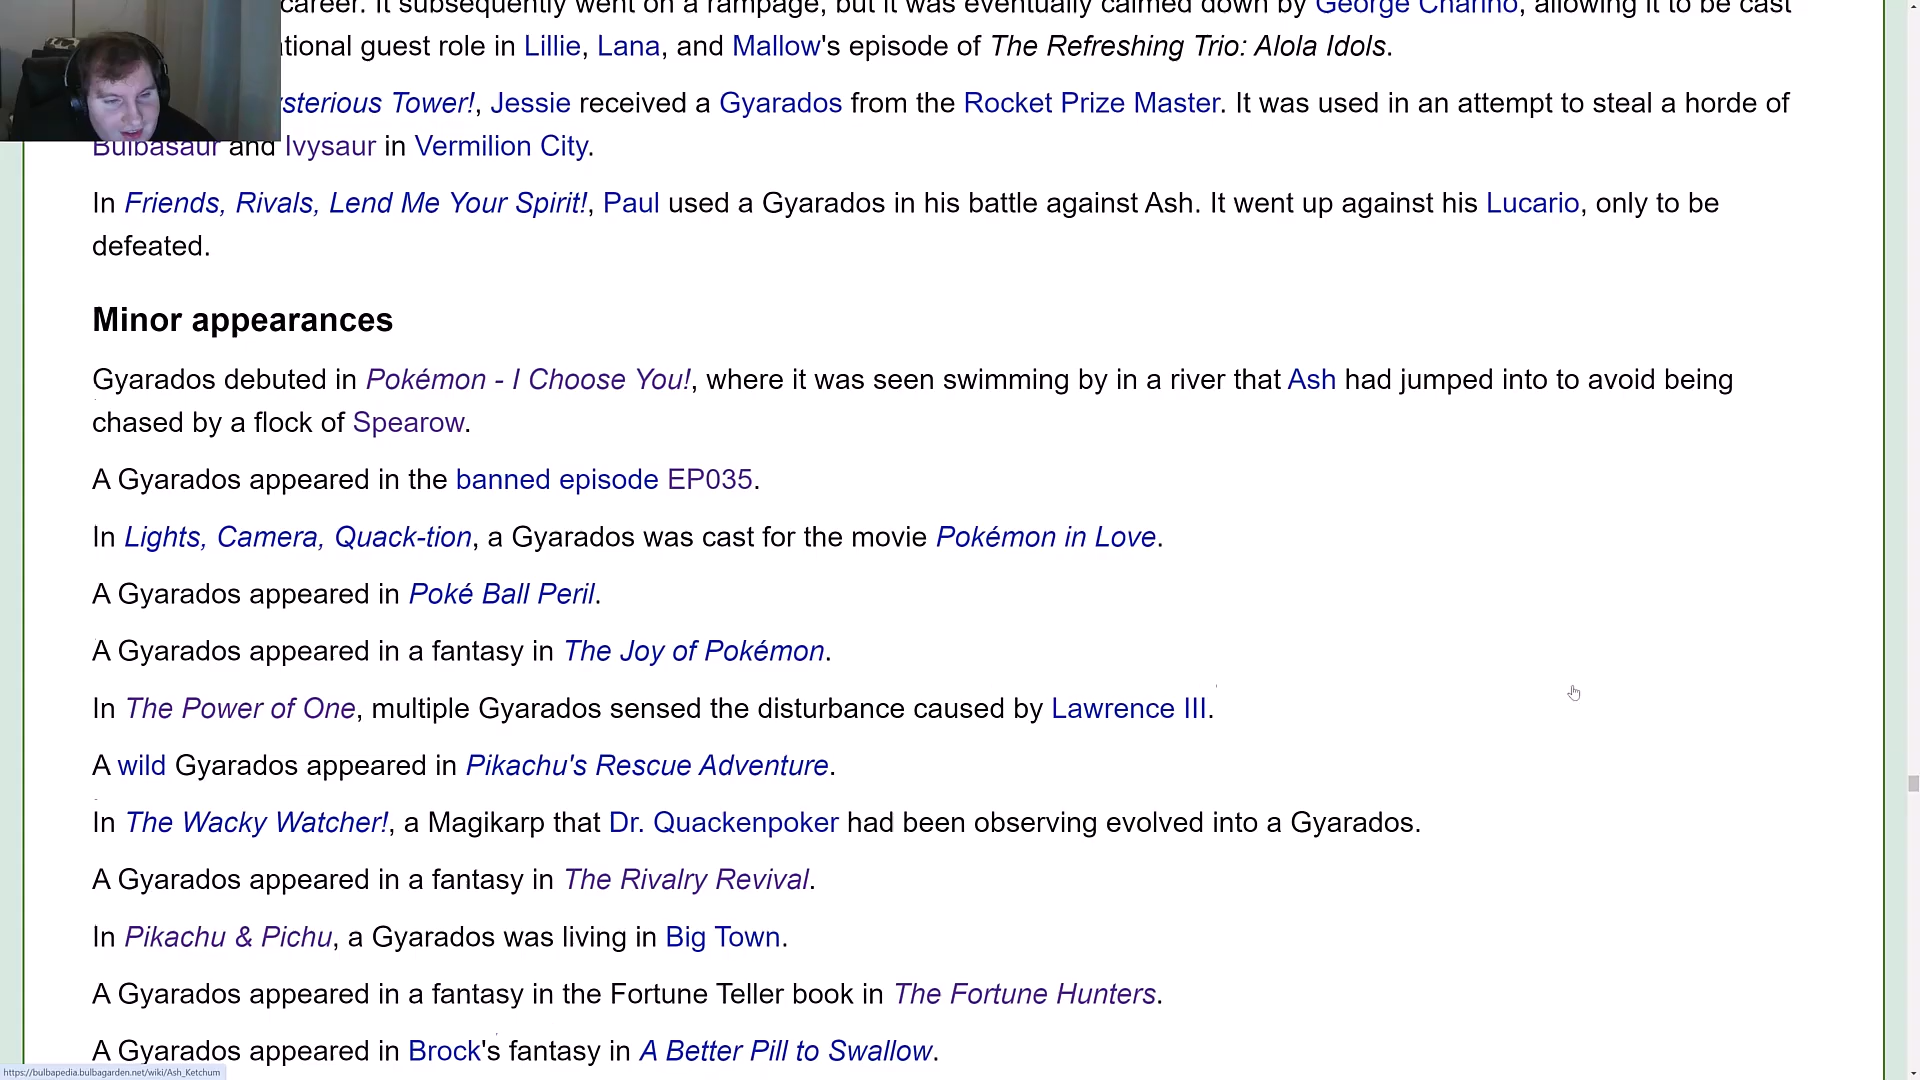 career. It subsequently went on a rampage, but it was eventually calmed down by George Charino, allowing it to be cast
ational guest role in Lillie, Lana, and Mallow's episode of The Refreshing Trio: Alola Idols.
ysterious Tower!, Jessie received a Gyarados from the Rocket Prize Master. It was used in an attempt to steal a horde of
Bulbasaur and Ivysaur in Vermilion City.
In Friends, Rivals, Lend Me Your Spirit!, Paul used a Gyarados in his battle against Ash. It went up against his Lucario, only to be
defeated.
Minor appearances
Gyarados debuted in Pokémon - I Choose You!, where it was seen swimming by in a river that Ash had jumped into to avoid being
chased by a flock of Spearow.
A Gyarados appeared in the banned episode EP035.
In Lights, Camera, Quack-tion, a Gyarados was cast for the movie Pokémon in Love.
A Gyarados appeared in Poké Ball Peril.
A Gyarados appeared in a fantasy in The Joy of Pokémon.
In The Power of One, multiple Gyarados sensed the disturbance caused by Lawrence III.
A wild Gyarados appeared in Pikachu's Rescue Adventure.
In The Wacky Watcher!, a Magikarp that Dr. Quackenpoker had been observing evolved into a Gyarados.
A Gyarados appeared in a fantasy in The Rivalry Revival.
In Pikachu & Pichu, a Gyarados was living in Big Town.
A Gyarados appeared in a fantasy in the Fortune Teller book in The Fortune Hunters.
A Gyarados appeared in Brock's fantasy in A Better Pill to Swallow.
https://bulbapedia.bulbagarden.net/wiki/Ash_Ketchum